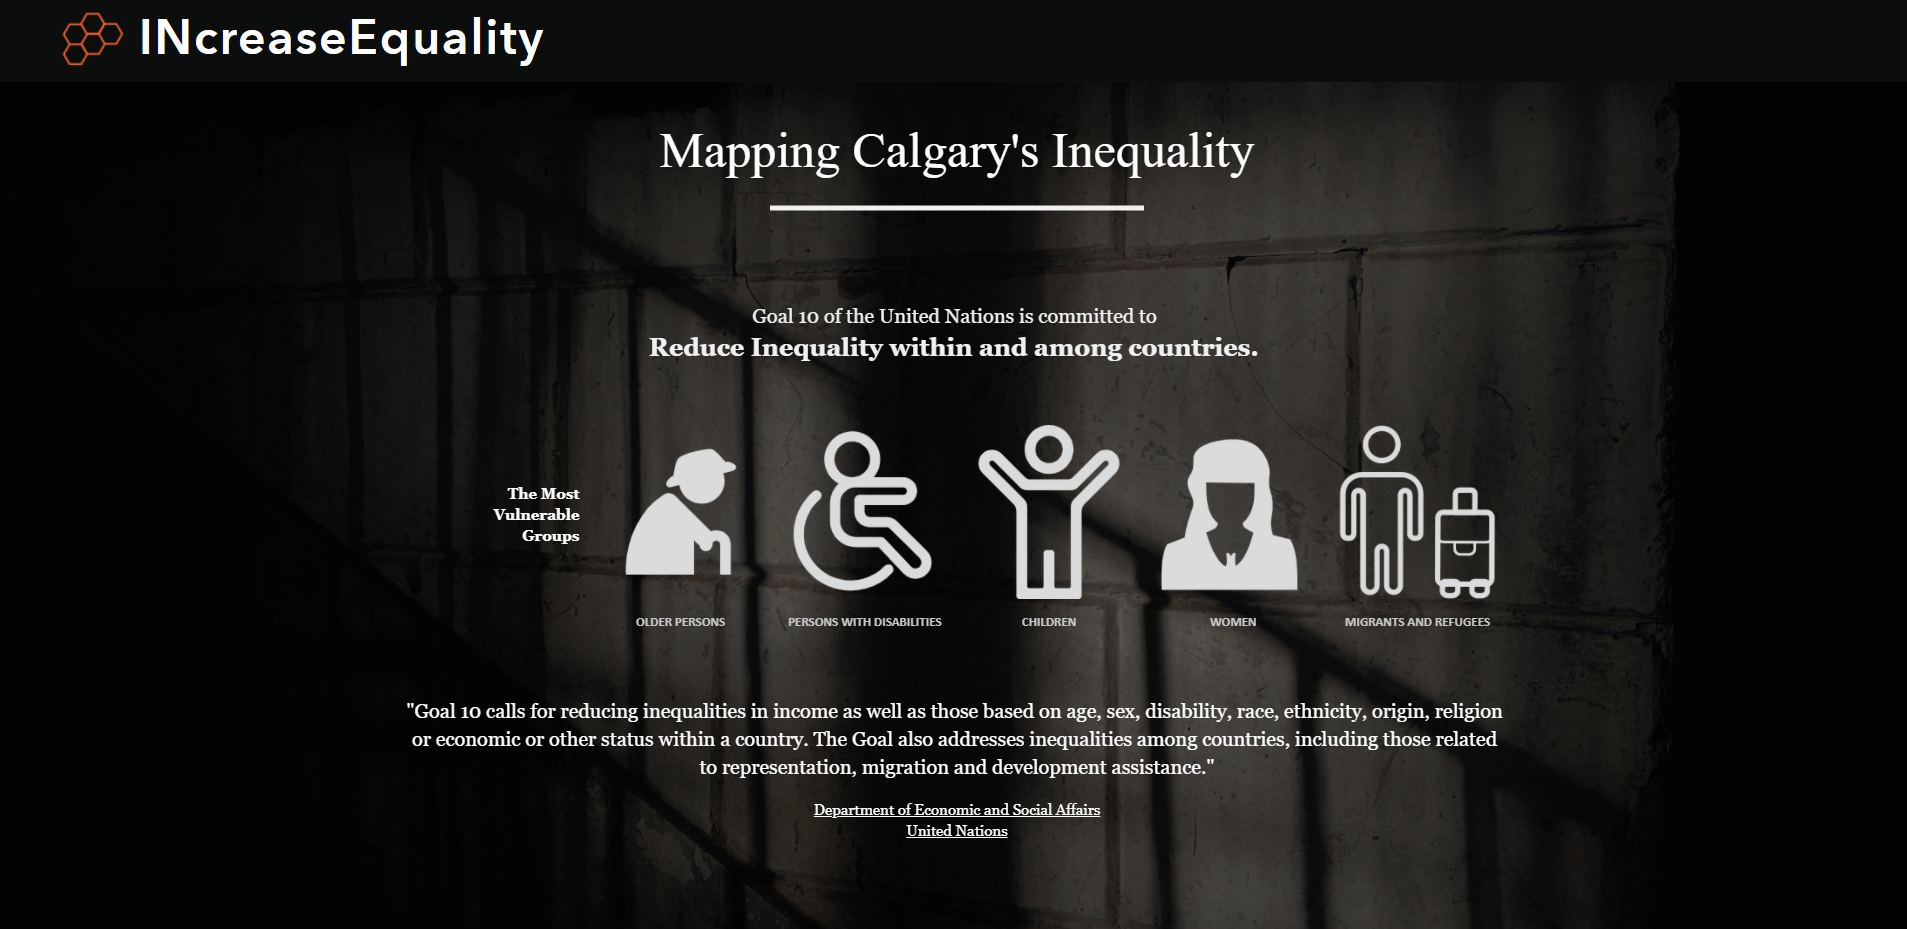 INcreaseEquality
Mapping Calgary's Inequality
Goal 10 of the United Nations is committed to
Reduce Inequality within and among countries.
The Most
Vulnerable
Groups
OLDER PERSONS
PERSONS WITH DISABILITIES
CHILDREN
WOMEN
MIGRANTS AND REFUGEES
"Goal 10 calls for reducing inequalities in income as well as those based on age, sex, disability, race, ethnicity, origin, religion
or economic or other status within a country. The Goal also addresses inequalities among countries, including those related
to representation, migration and development assistance."
Department of Economic and Social Affairs
United Nations